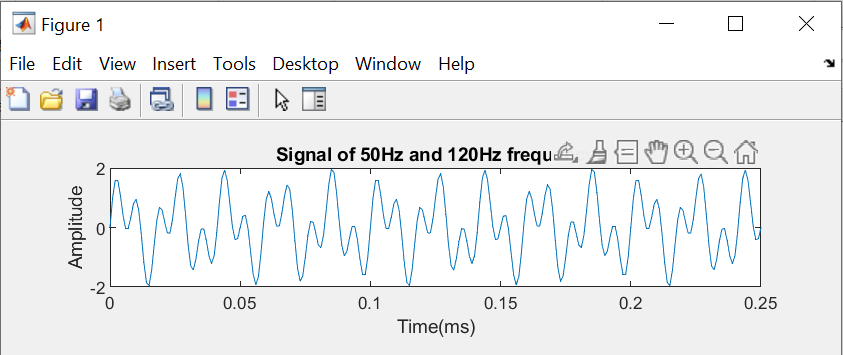 Figure 1
File Edit View Insert Tools Desktop Window Help
Signal of 50Hz and 120Hz frequ
2
0
-2
Amplitude
0 0.05 0.1 0.15 0.2 0.25
Time(ms)